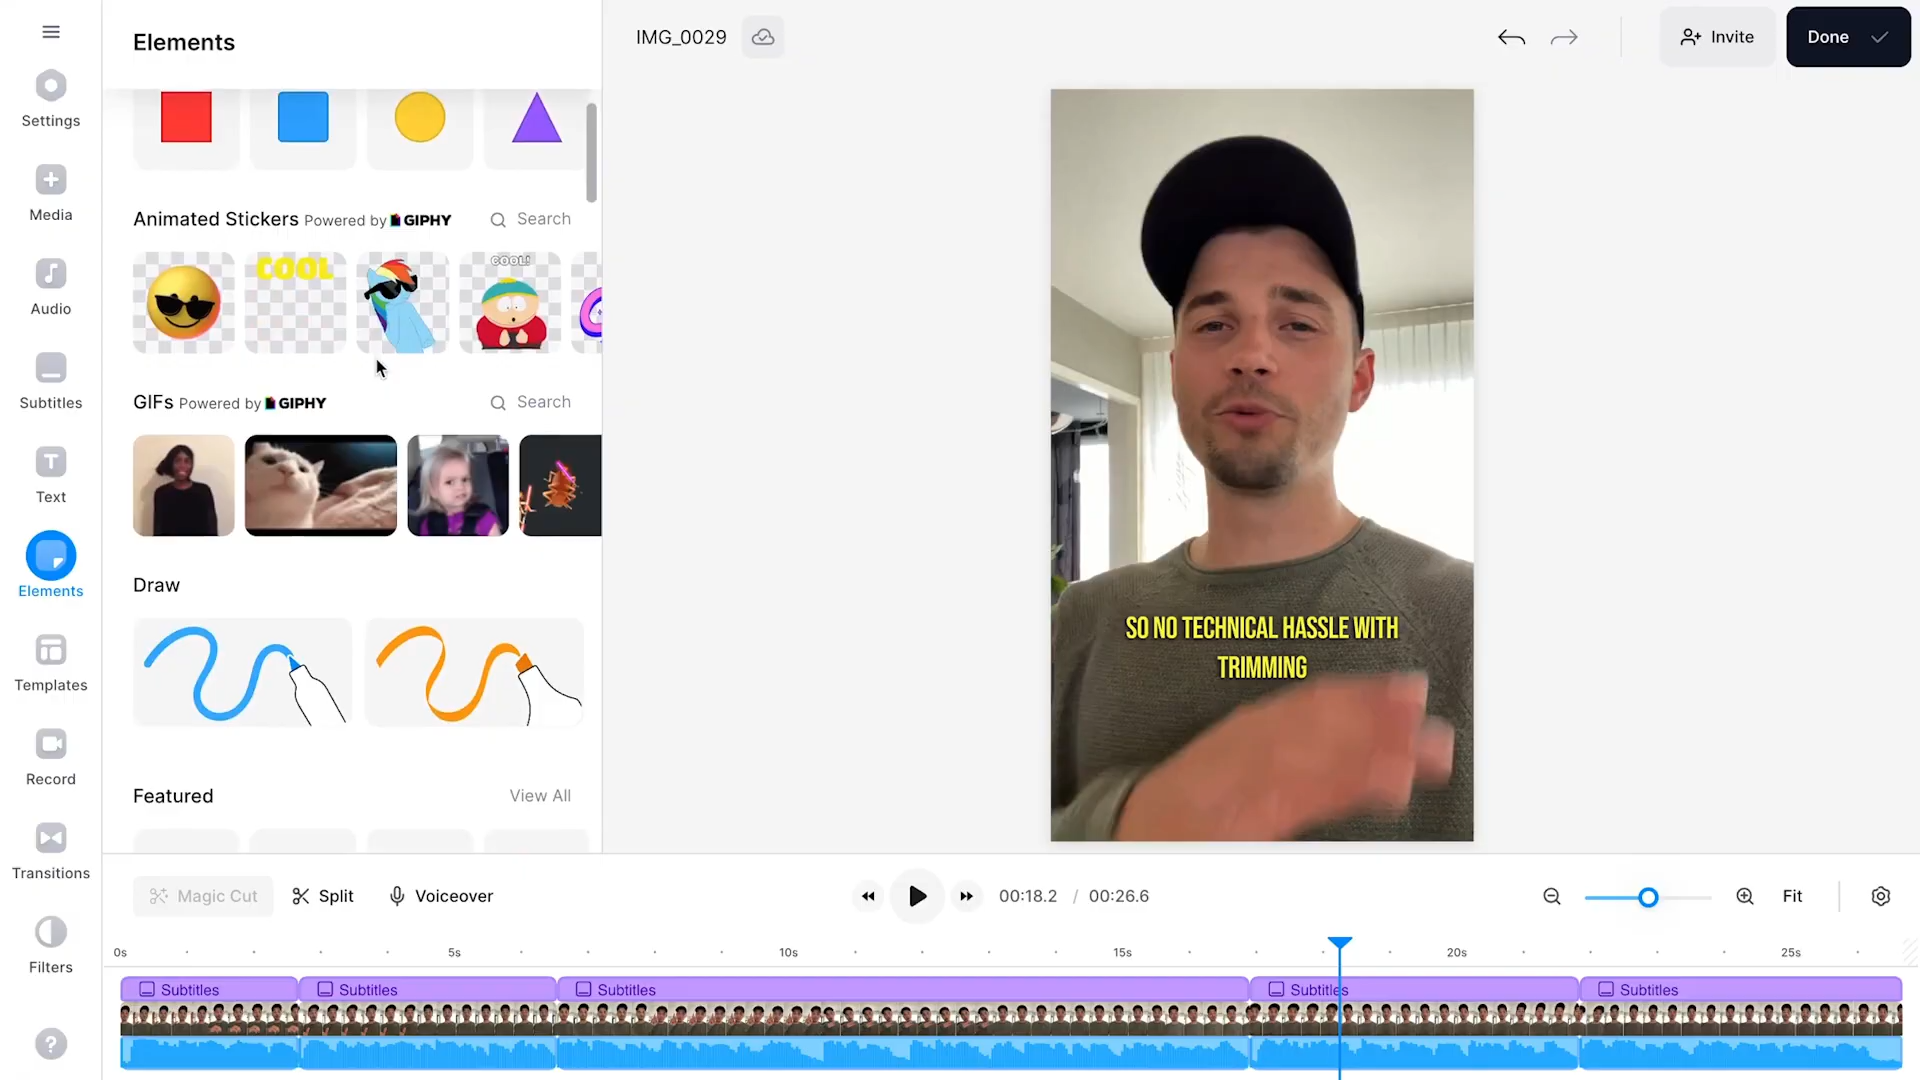 Elements
IMG_0029
Invite
Done
Settings
Media
Audio
Subtitles
Text
Elements
Templates
Record
Transitions
Filters
?
Animated Stickers Powered by GIPHY
Search
COOL
COOL!
GIFs Powered by GIPHY
Search
Draw
Featured
View All
SO NO TECHNICAL HASSLE WITH
TRIMMING
Magic Cut
Split
Voiceover
00:18.2 / 00:26.6
Fit
0s
5s
10s
15s
20s
25s
Subtitles
Subtitles
Subtitles
Subtitles
Subtitles